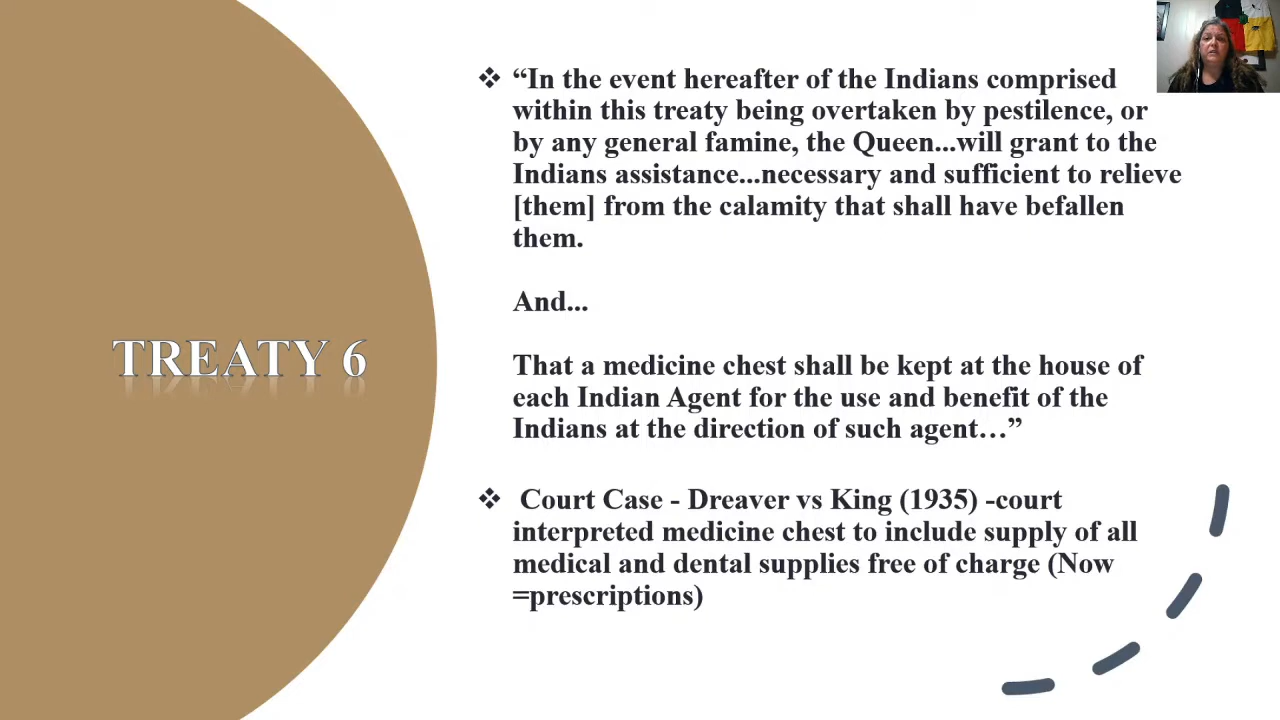 ❖ “In the event hereafter of the Indians comprised
within this treaty being overtaken by pestilence, or
by any general famine, the Queen...will grant to the
Indians assistance...necessary and sufficient to relieve
[them] from the calamity that shall have befallen
them.
And...
That a medicine chest shall be kept at the house of
each Indian Agent for the use and benefit of the
Indians at the direction of such agent…”
TREATY 6
❖ Court Case - Dreaver vs King (1935) -court
interpreted medicine chest to include supply of all
medical and dental supplies free of charge (Now
=prescriptions)